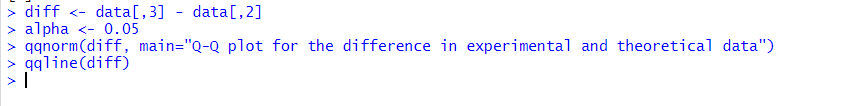 > diff <- data[,3] - data[,2]
> alpha <- 0.05
> qqnorm(diff, main="Q-Q plot for the difference in experimental and theoretical data")
> qqline(diff)
>